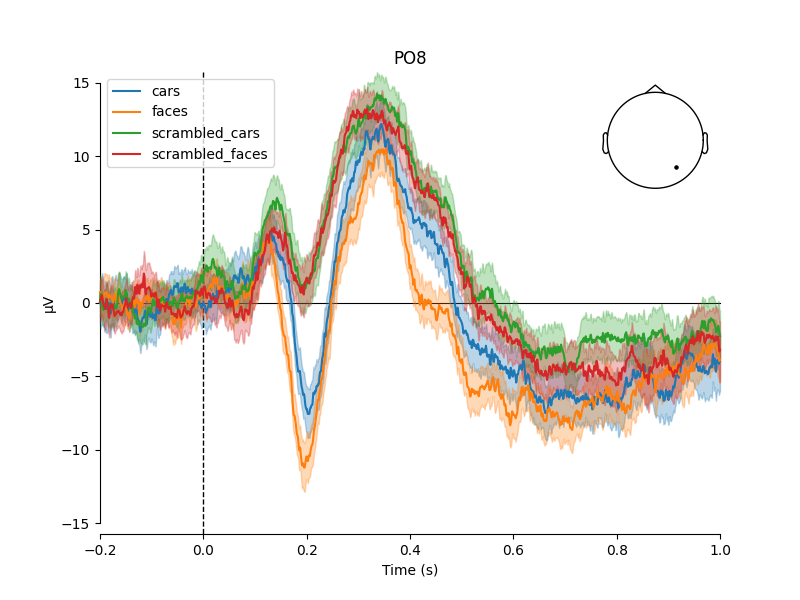 PO8
cars
faces
scrambled_cars
scrambled_faces
µV
15
10
5
0
−5
−10
−15
−0.2
0.0
0.2
0.4
0.6
0.8
1.0
Time (s)